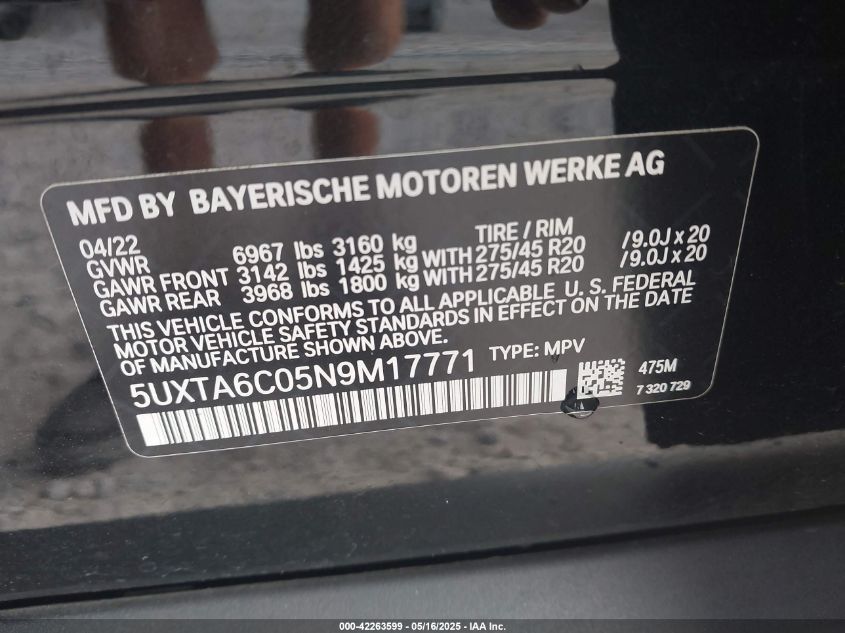 MFD BY BAYERISCHE MOTOREN WERKE AG
04/22 TIRE / RIM
GVWR 6967 lbs 3160 kg
GAWR FRONT 3142 lbs 1425 kg WITH 275/45 R20 /9.0J x 20
GAWR REAR 3968 lbs 1800 kg WITH 275/45 R20 /9.0J x 20
THIS VEHICLE CONFORMS TO ALL APPLICABLE U. S. FEDERAL
MOTOR VEHICLE SAFETY STANDARDS IN EFFECT ON THE DATE
OF MANUFACTURE SHOWN ABOVE.
5UXTA6C05N9M17771 TYPE: MPV
475M
7 320 729
000-42263599 - 05/16/2025 - IAA Inc.